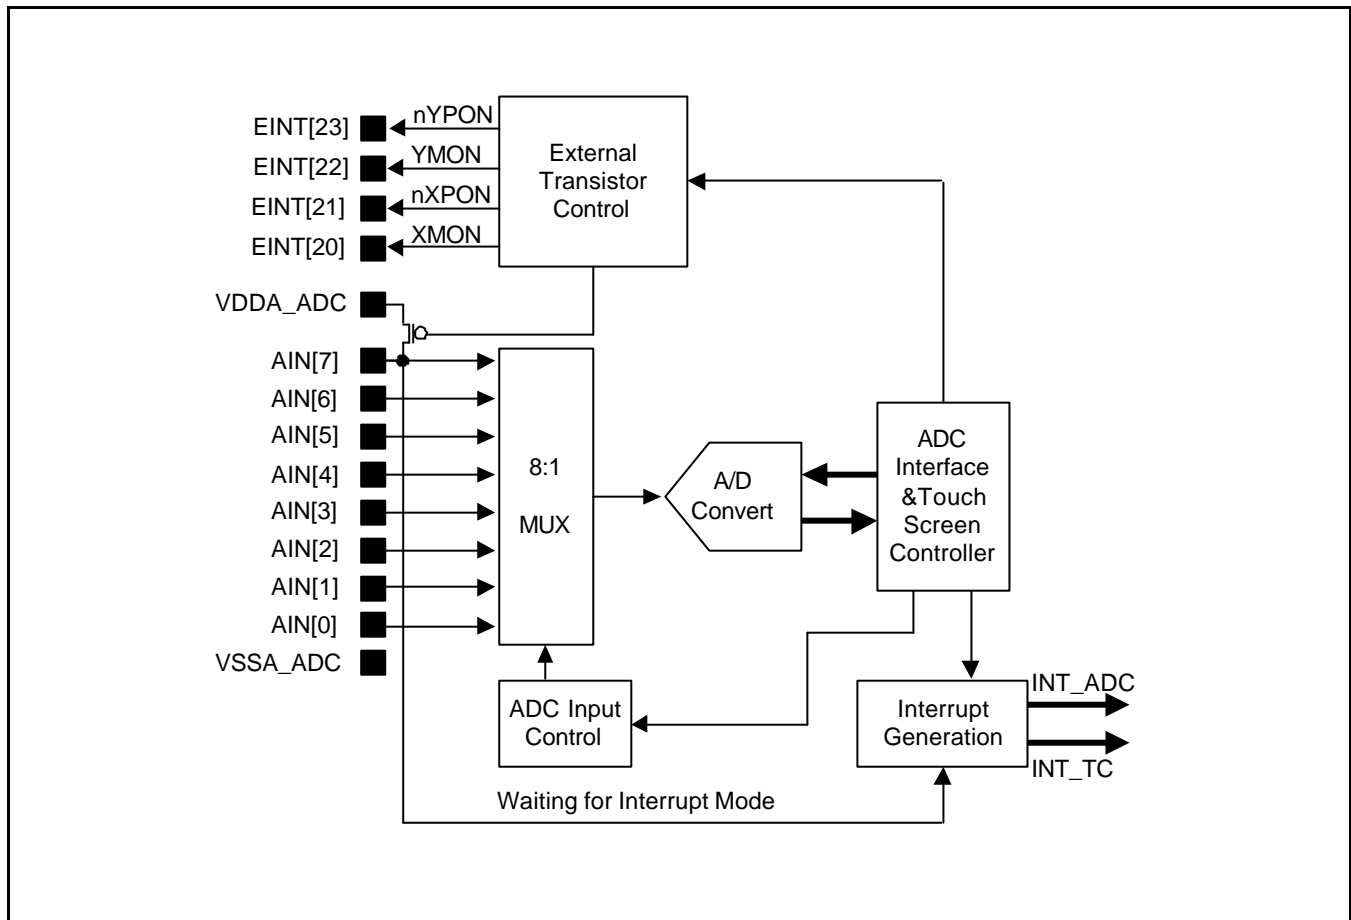 EINT[23]
nYPON
EINT[22]
YMON
EINT[21]
nXPON
EINT[20]
XMON
External
Transistor
Control
VDDA_ADC
AIN[7]
AIN[6]
AIN[5]
AIN[4]
AIN[3]
AIN[2]
AIN[1]
AIN[0]
VSSA_ADC
8:1
MUX
A/D
Convert
ADC
Interface
&Touch
Screen
Controller
ADC Input
Control
Interrupt
Generation
INT_ADC
INT_TC
Waiting for Interrupt Mode